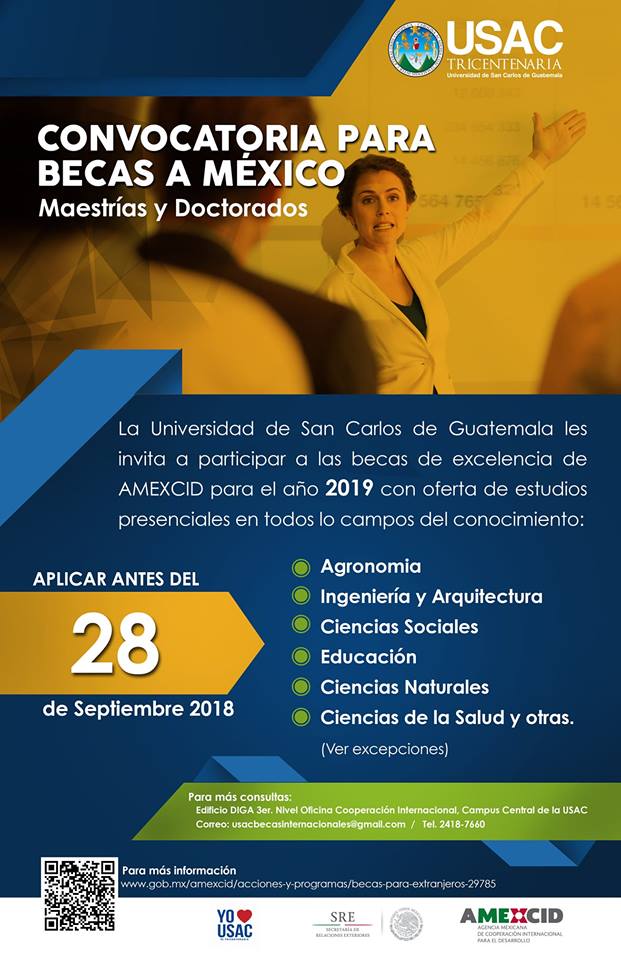 USAC
TRICENTENARIA
Universidad de San Carlos de Guatemala
CONVOCATORIA PARA
BECAS A MÉXICO
Maestrías y Doctorados
La Universidad de San Carlos de Guatemala les
invita a participar a las becas de excelencia de
AMEXCID para el año 2019 con oferta de estudios
presenciales en todos lo campos del conocimiento:
APLICAR ANTES DEL
28
de Septiembre 2018
Agronomia
Ingeniería y Arquitectura
Ciencias Sociales
Educación
Ciencias Naturales
Ciencias de la Salud y otras.
(Ver excepciones)
Para más consultas:
Edificio DIGA 3er. Nivel Oficina Cooperación Internacional, Campus Central de la USAC
Correo: usacbecasinternacionales@gmail.com / Tel. 2418-7660
Para más información
www.gob.mx/amexcid/acciones-y-programas/becas-para-extranjeros-29785
YO
USAC
SRE
SECRETARÍA DE
RELACIONES EXTERIORES
AMEXCID
AGENCIA MEXICANA
DE COOPERACIÓN INTERNACIONAL
PARA EL DESARROLLO